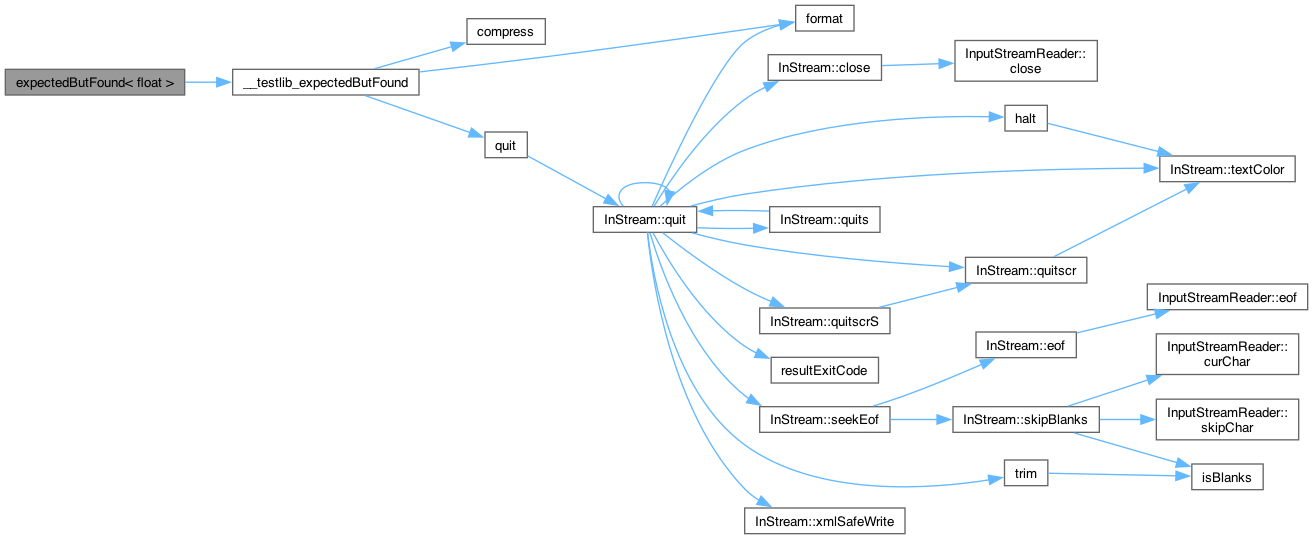 expectedButFound< float >
__testlib_expectedButFound
compress
format
quit
InStream::quit
InStream::close
InputStreamReader::
close
halt
InStream::textColor
InStream::quits
InStream::quitscr
InStream::quitscrS
resultExitCode
InStream::seekEof
InStream::eof
InputStreamReader::eof
InStream::skipBlanks
InputStreamReader::
curChar
InputStreamReader::
skipChar
isBlanks
trim
InStream::xmlSafeWrite